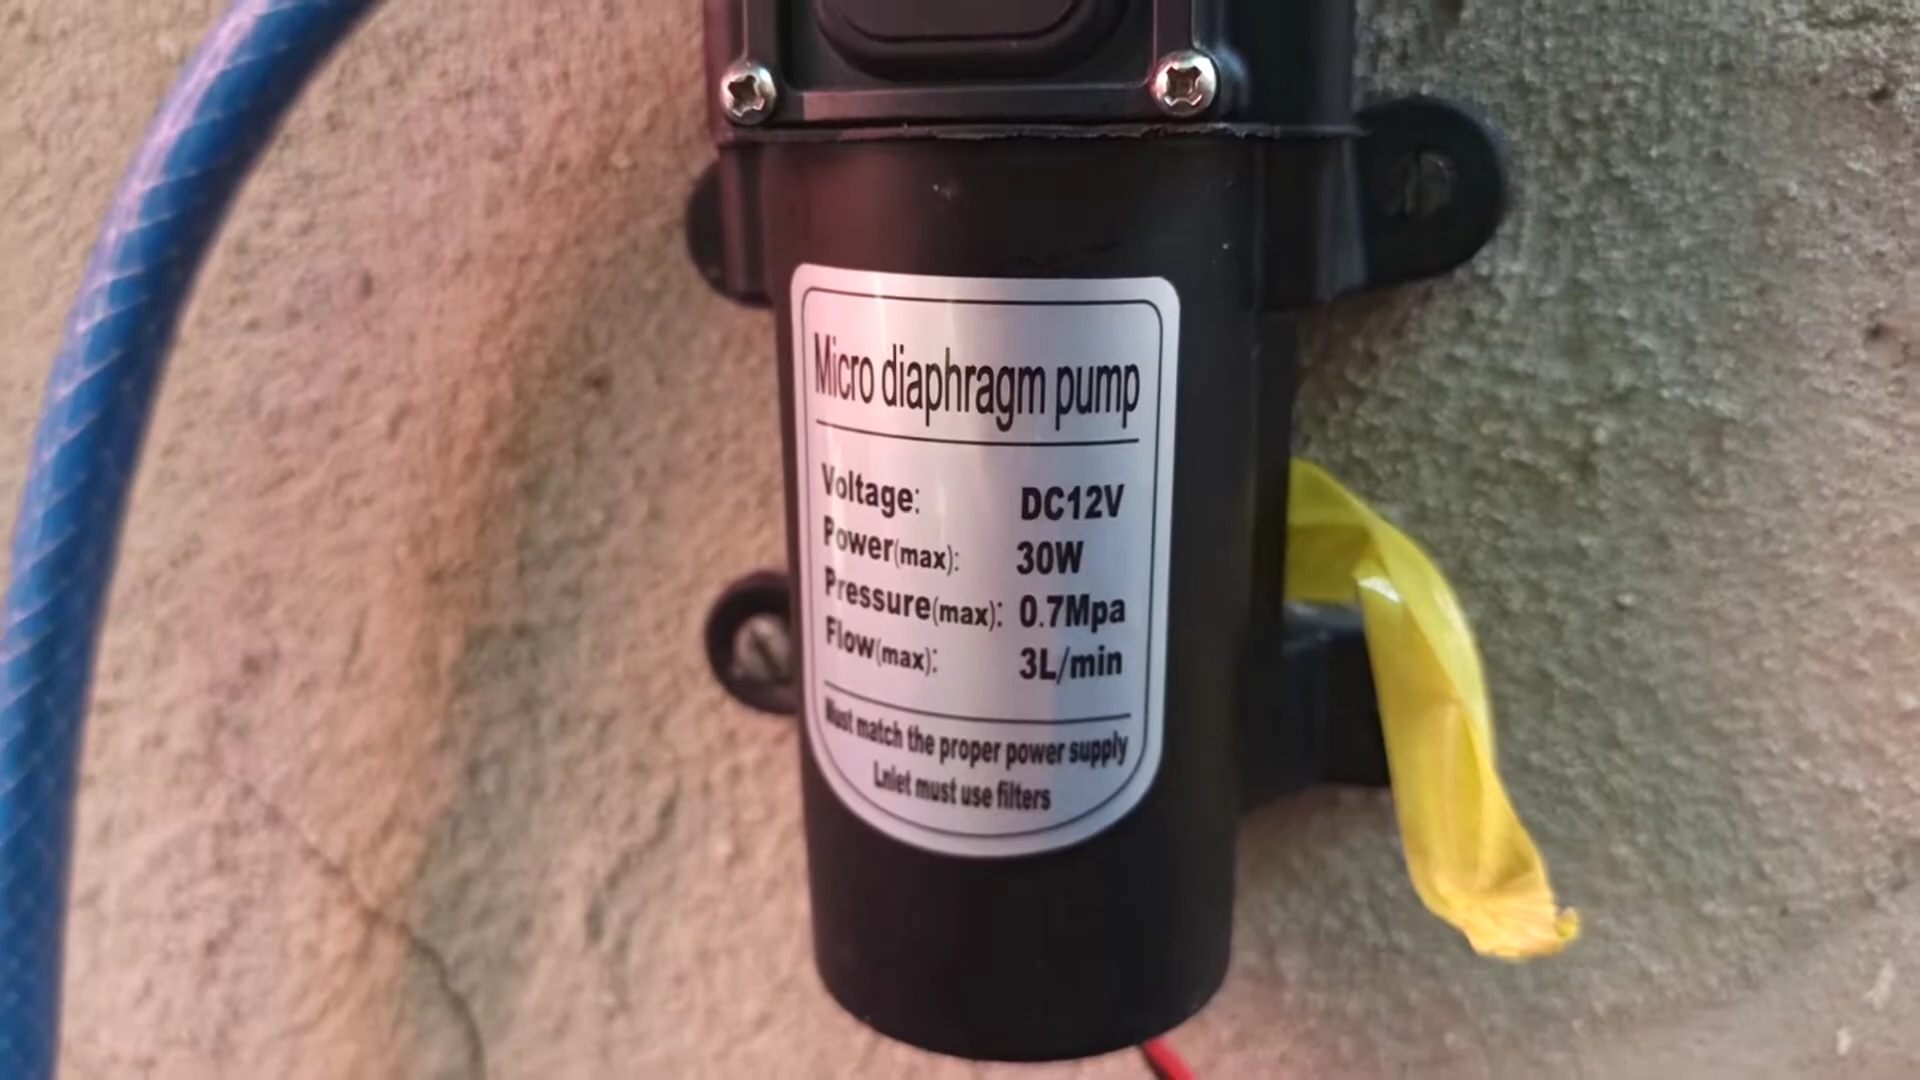 Micro diaphragm pump
Voltage: DC12V
Power(max): 30W
Pressure(max): 0.7Mpa
Flow(max): 3L/min
Must match the proper power supply
Lnlet must use filters